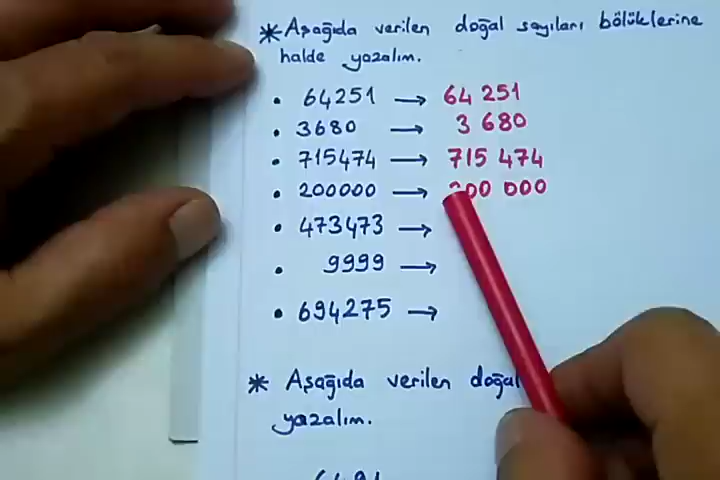 * Aşağıda verilen doğal sayıları bölüklerine
halde yazalım.
• 64251 → 64 251
• 3680 → 3 680
• 715474 → 715 474
• 200000 → 200 000
• 473473 →
• 9999 →
• 694275 →
* Aşağıda verilen doğal
yazalım.